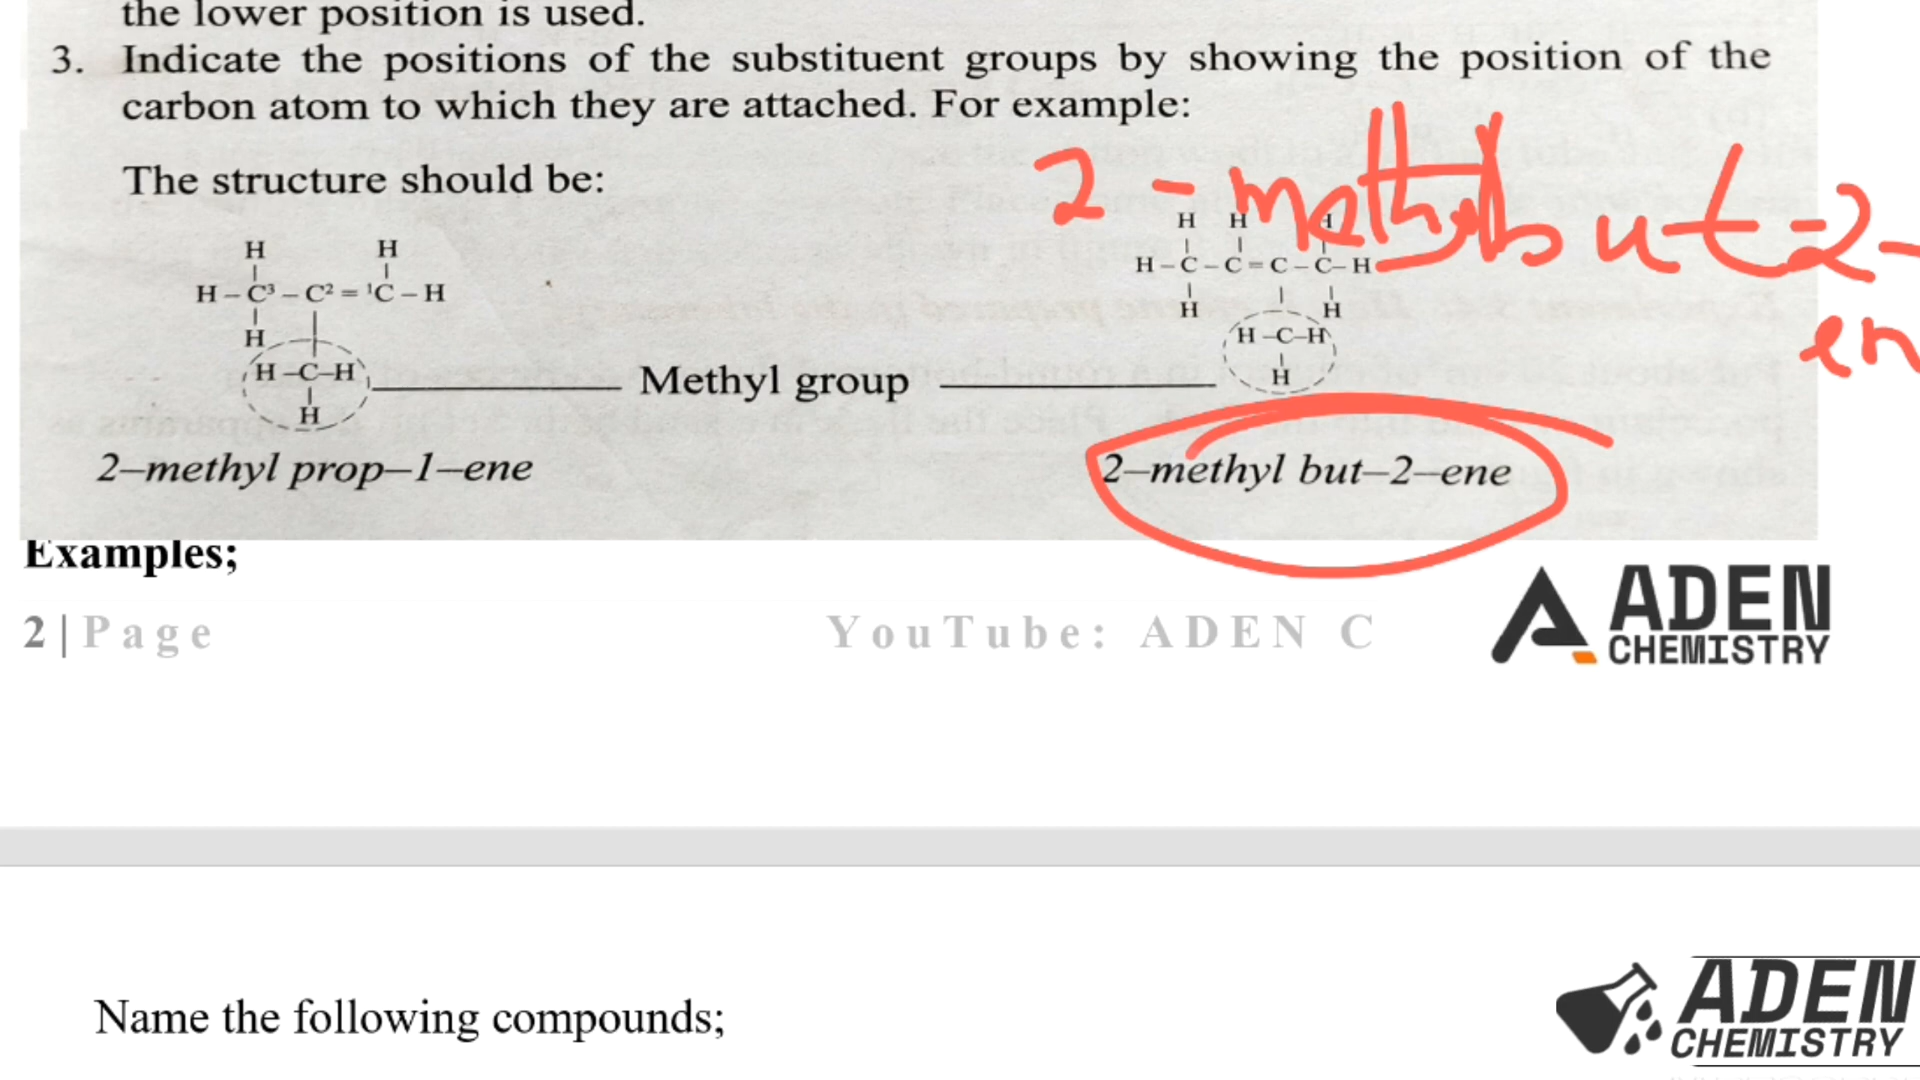 the lower position is used.
3. Indicate the positions of the substituent groups by showing the position of the
carbon atom to which they are attached. For example:
The structure should be:
2 - methylbut-2-
en
H H
H – C³ – C² = ¹C – H
H
H – C – H
H
Methyl group
H H H
H – C – C = C – C – H
H H
H – C – H
H
2–methyl prop–1–ene
2–methyl but–2–ene
Examples;
2 | Page
YouTube: ADEN C
ADEN
CHEMISTRY
Name the following compounds;
ADEN
CHEMISTRY